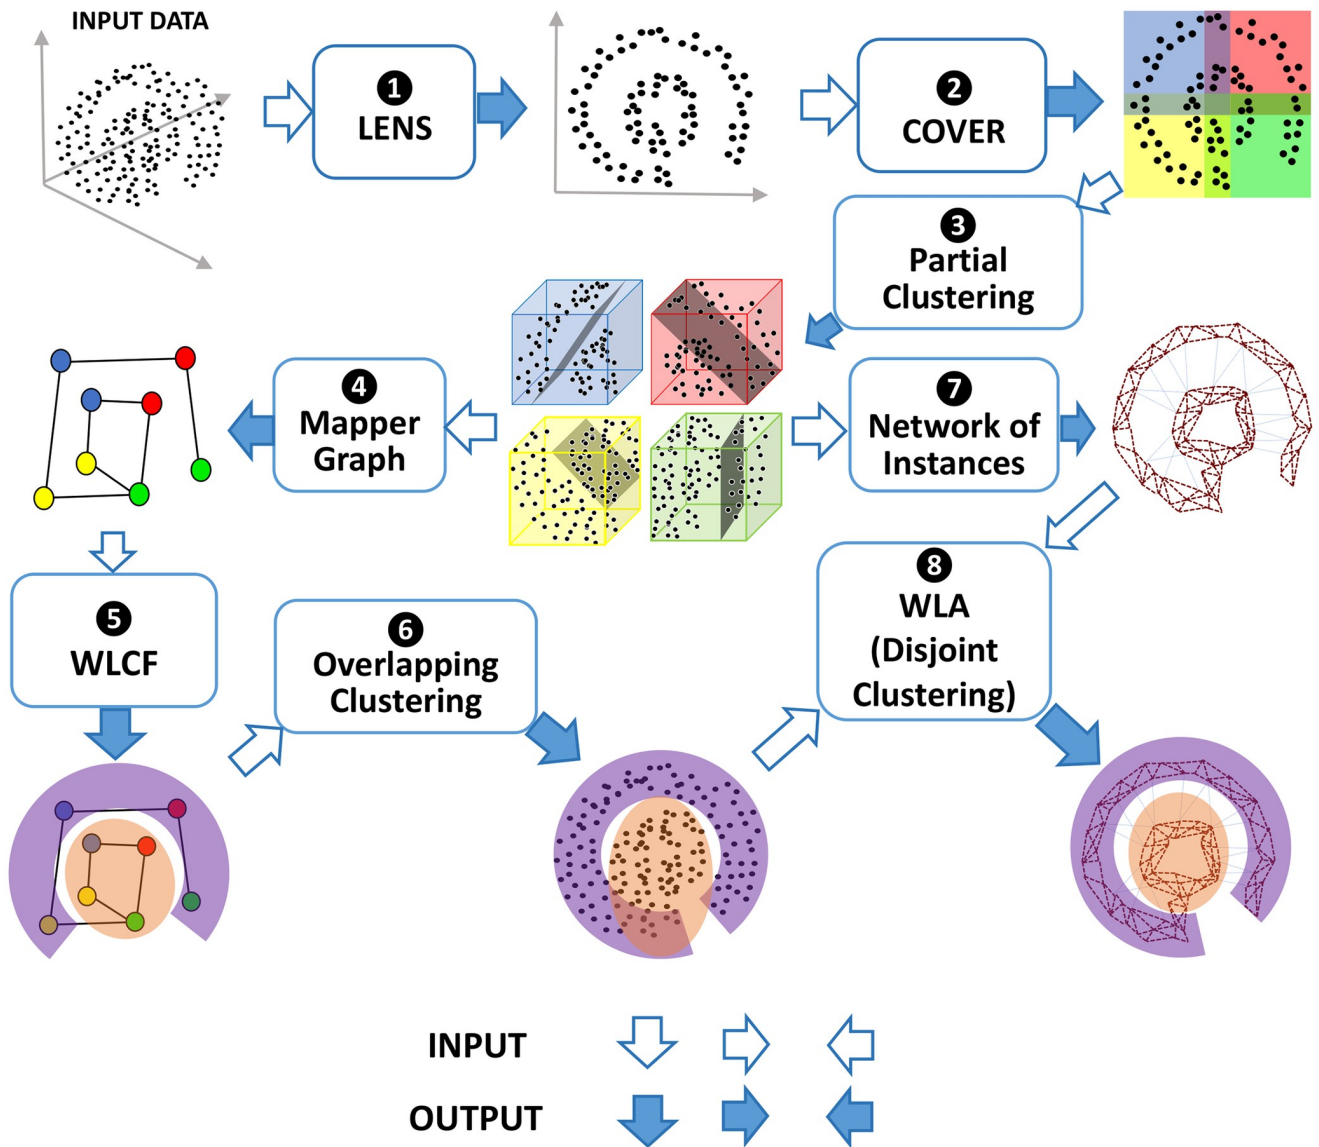 INPUT DATA
1
LENS
2
COVER
3
Partial
Clustering
4
Mapper
Graph
7
Network of
Instances
5
WLCF
6
Overlapping
Clustering
8
WLA
(Disjoint
Clustering)
INPUT
OUTPUT